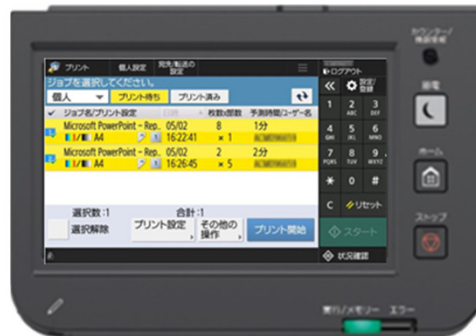 カウンター/
機器情報
プリント
個人設定
宛先/転送の
設定
ログアウト
ジョブを選択してください。
個人
プリント待ち
プリント済み
設定/
登録
節電
ジョブ名/プリント設定
枚数x部数
予測時間/ユーザー名
Microsoft PowerPoint - Rep. 05/02 8 1分
A4 16:22:41 × 1
Microsoft PowerPoint - Rep. 05/02 2 2分
A4 16:26:45 × 5
1 2 ABC 3 DEF
4 GHI 5 JKL 6 MNO
7 PQRS 8 TUV 9 WXYZ
* 0 #
C リセット
ホーム
選択数:1 合計:1
選択解除
プリント設定
その他の
操作
プリント開始
スタート
ストップ
状況確認
実行/メモリー エラー